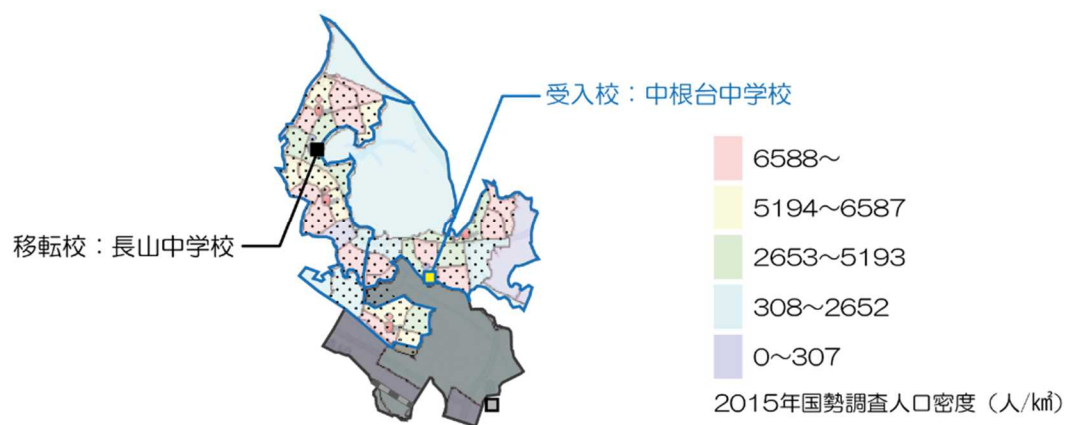 受入校：中根台中学校
移転校：長山中学校
6588～
5194～6587
2653～5193
308～2652
0～307
2015年国勢調査人口密度（人/k㎡）